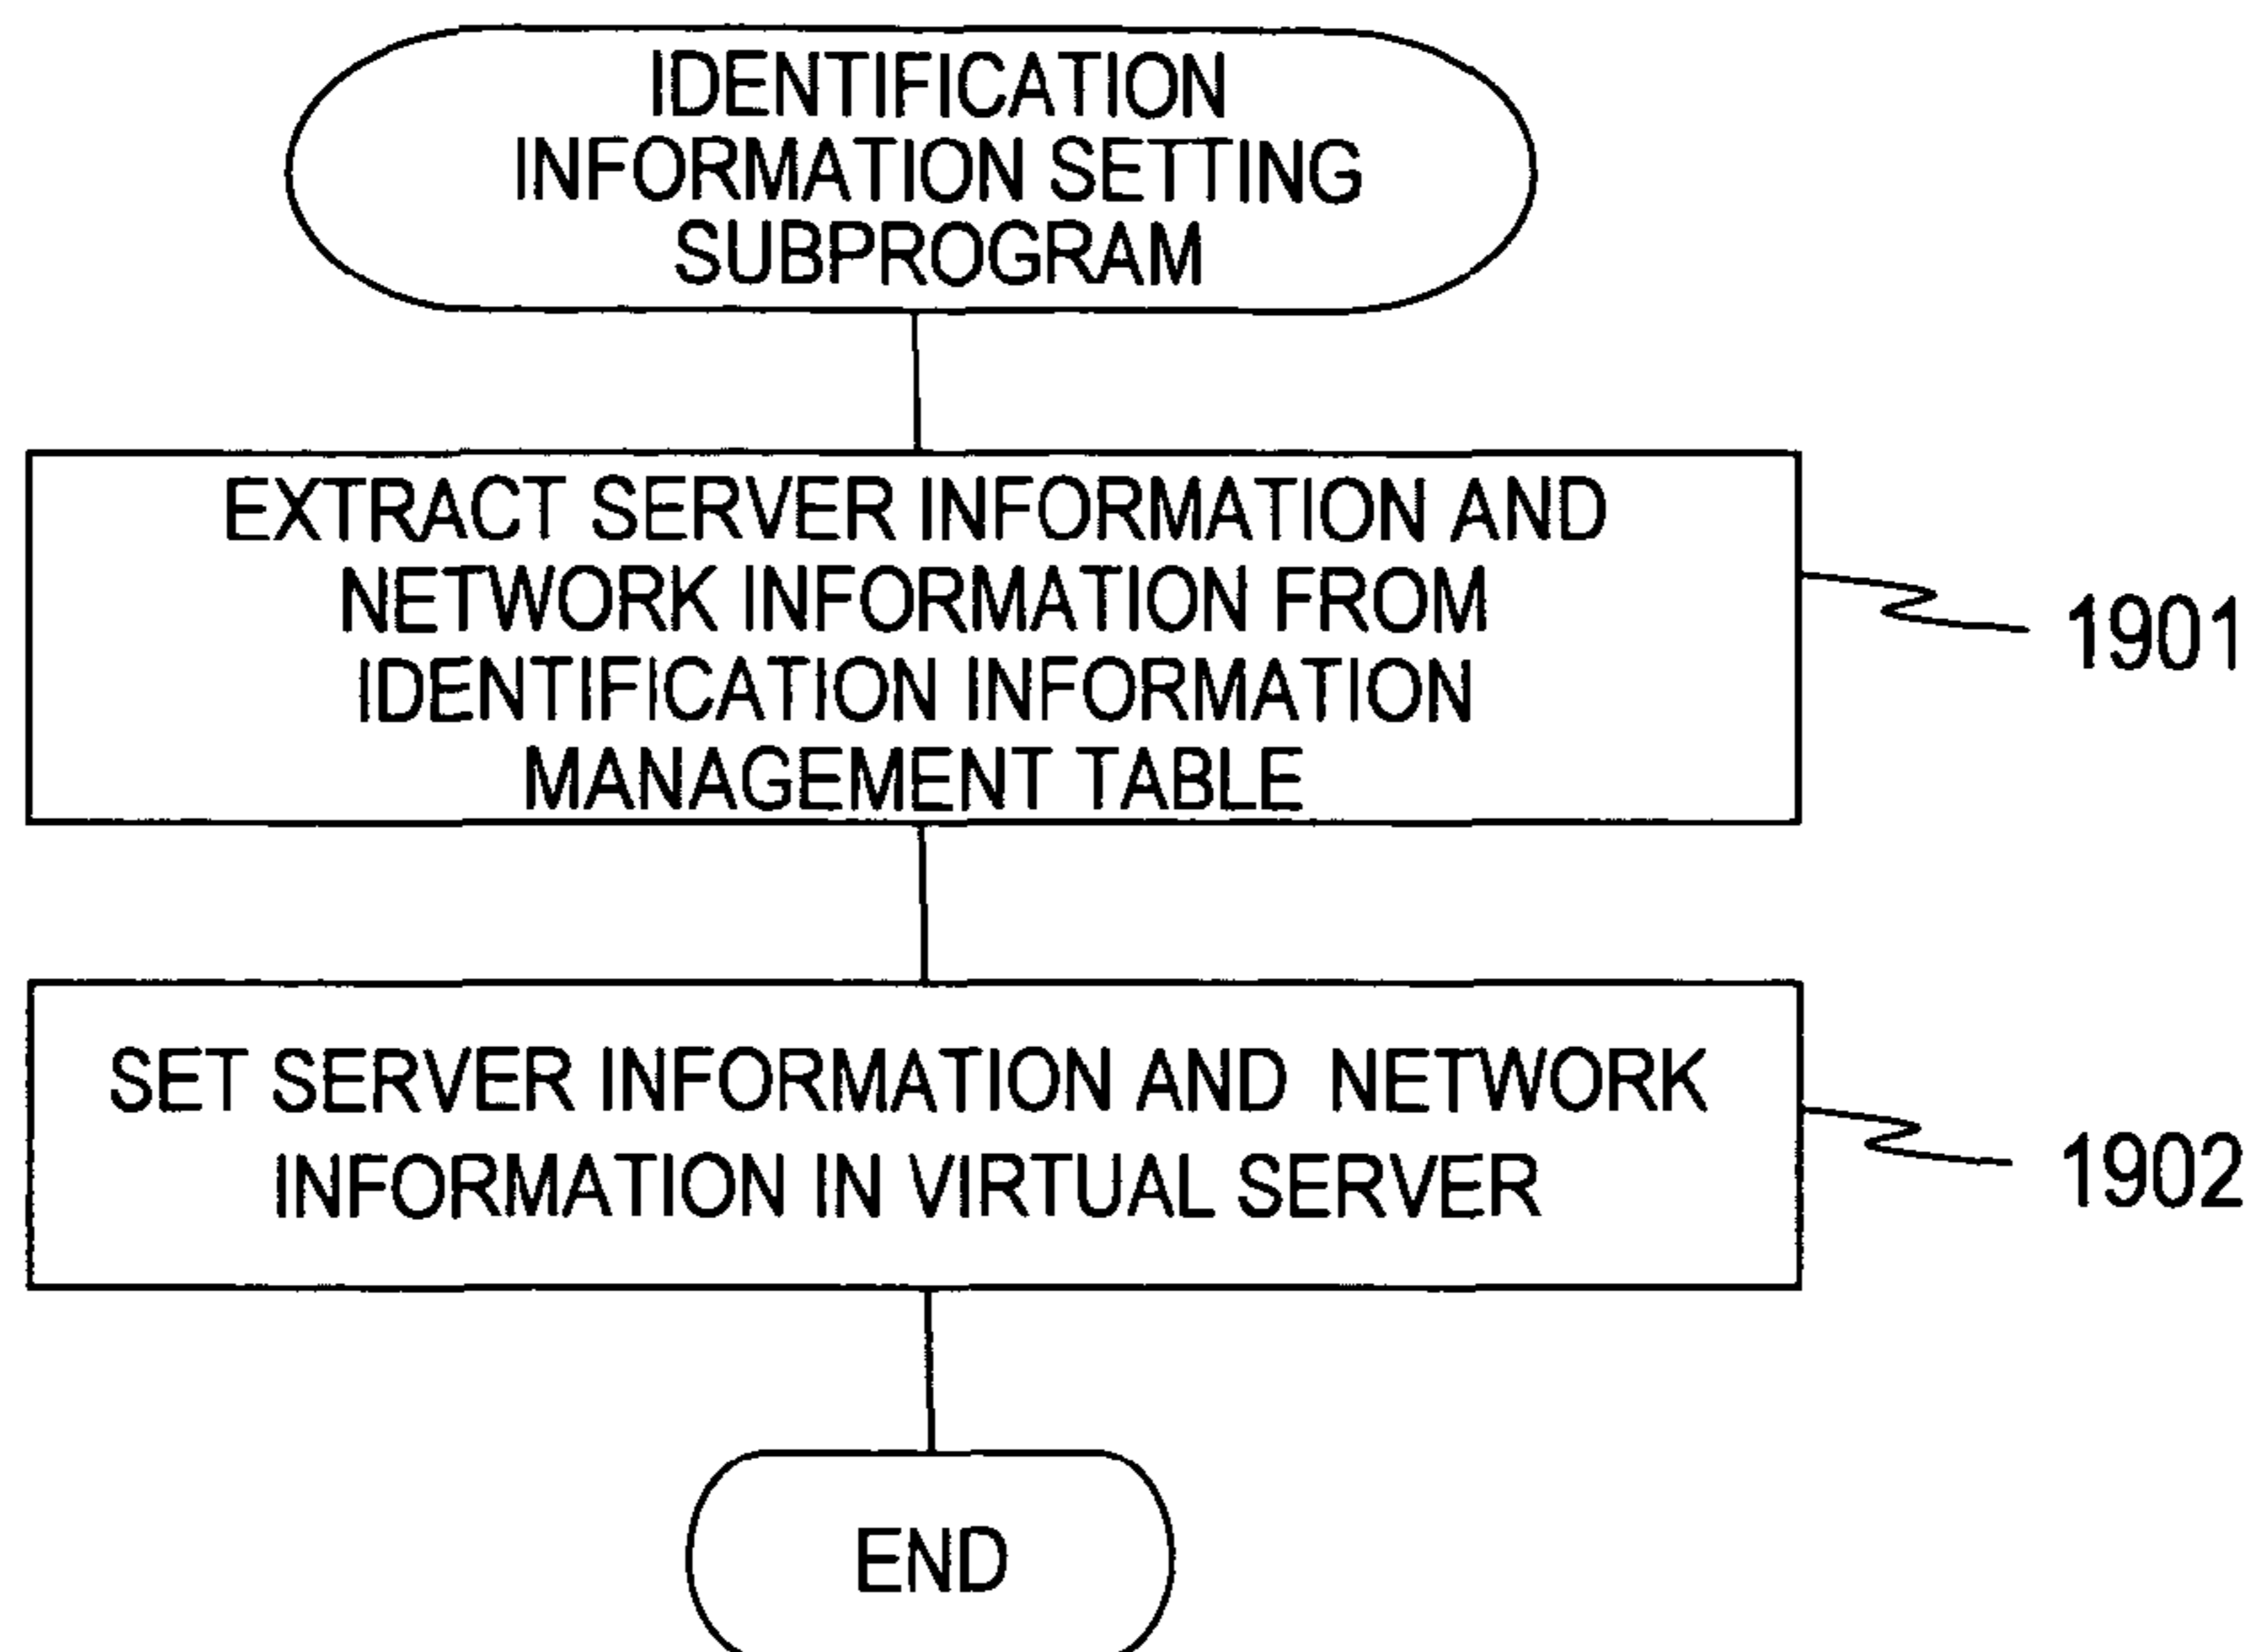 IDENTIFICATION
INFORMATION SETTING
SUBPROGRAM
EXTRACT SERVER INFORMATION AND
NETWORK INFORMATION FROM
IDENTIFICATION INFORMATION
MANAGEMENT TABLE
1901
SET SERVER INFORMATION AND NETWORK
INFORMATION IN VIRTUAL SERVER
1902
END